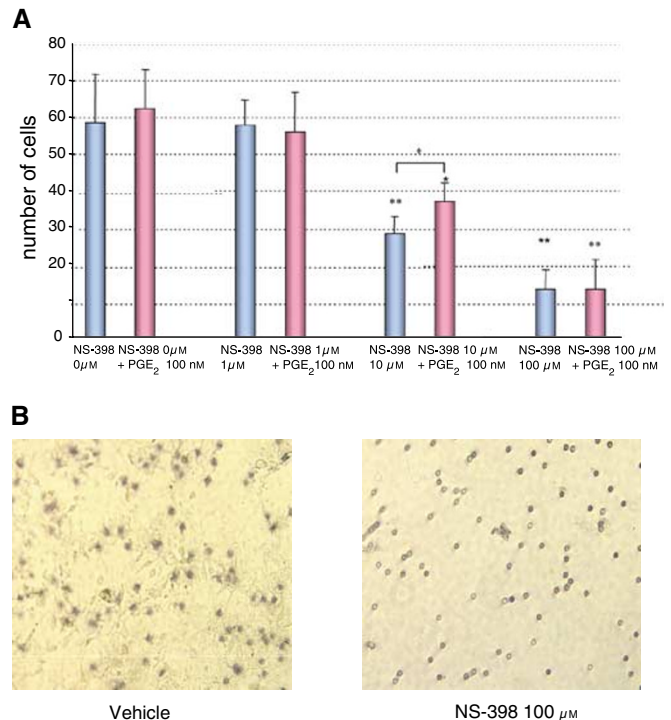 A
80
70
60
50
40
30
20
0
number of cells
*
**
*
**
**
NS-398 0µM
NS-398 0µM + PGE2 100 nM
NS-398 1µM
NS-398 1µM + PGE2 100 nM
NS-398 10 µM
NS-398 10 µM + PGE2 100 nM
NS-398 100 µM
NS-398 100 µM + PGE2 100 nM
B
Vehicle
NS-398 100 µM